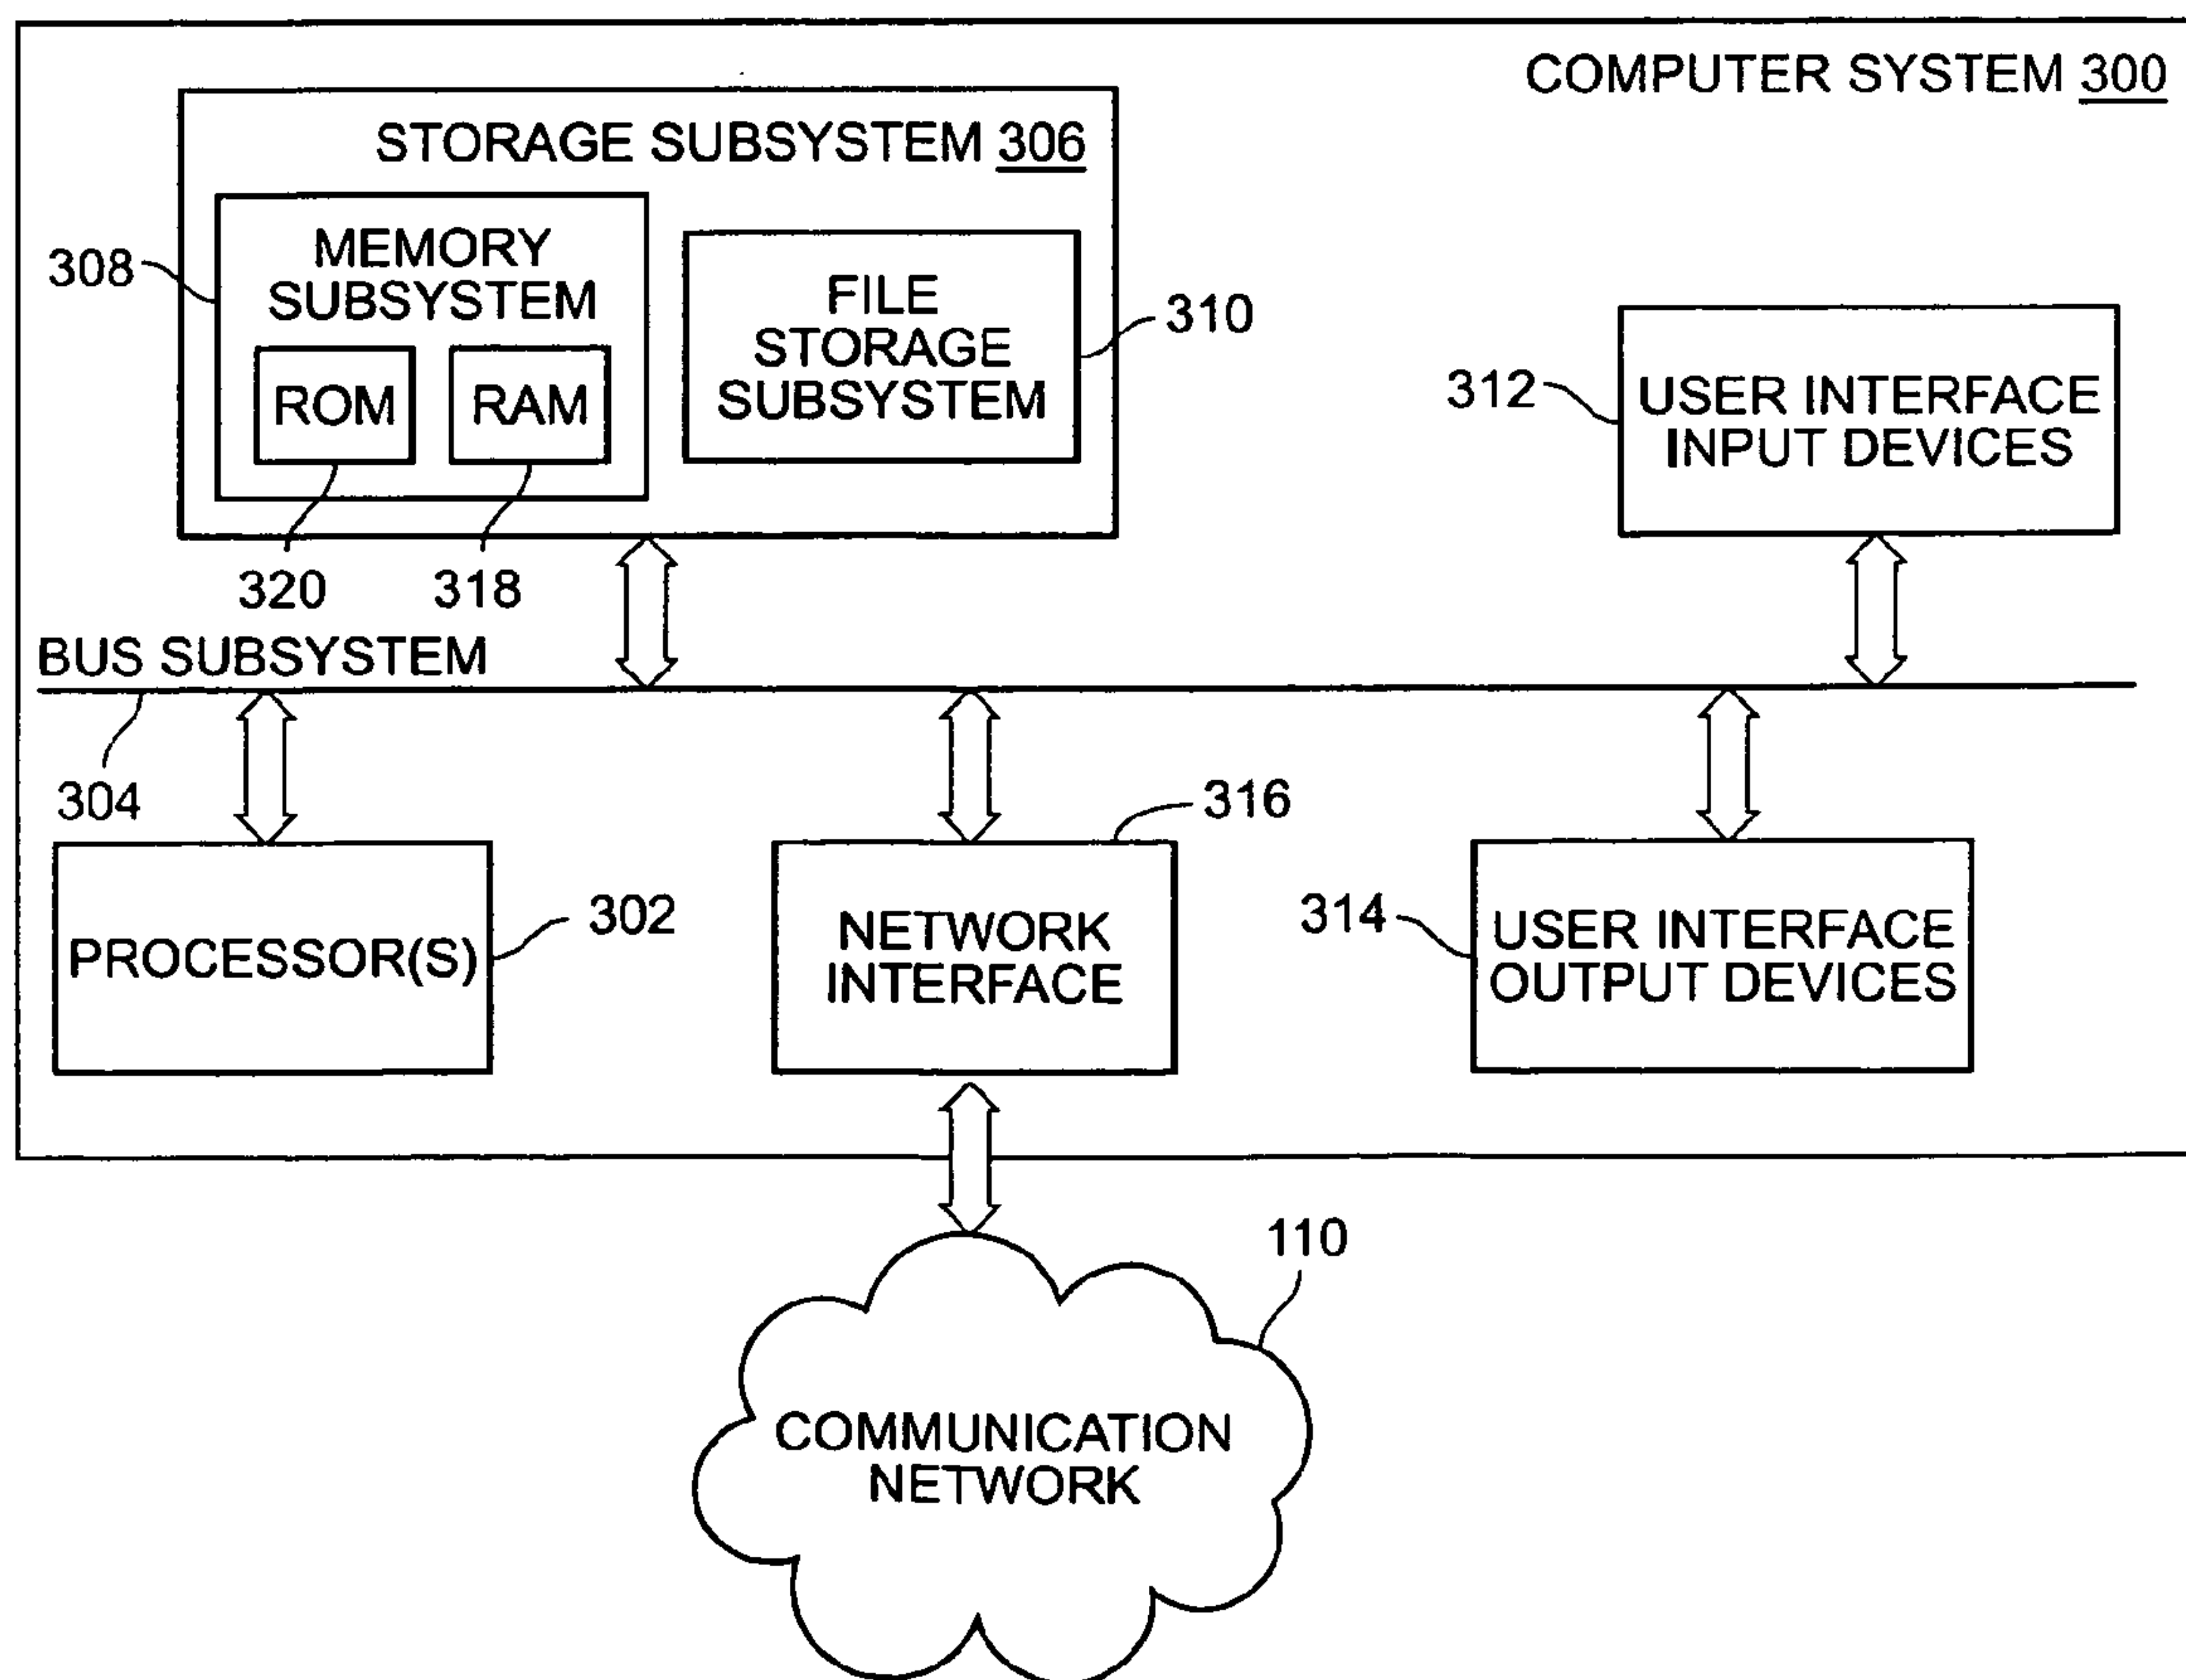 COMPUTER SYSTEM 300
STORAGE SUBSYSTEM 306
308
MEMORY
SUBSYSTEM
ROM
RAM
FILE
STORAGE
SUBSYSTEM
310
312
USER INTERFACE
INPUT DEVICES
320
318
BUS SUBSYSTEM
304
PROCESSOR(S)
302
316
NETWORK
INTERFACE
314
USER INTERFACE
OUTPUT DEVICES
110
COMMUNICATION
NETWORK